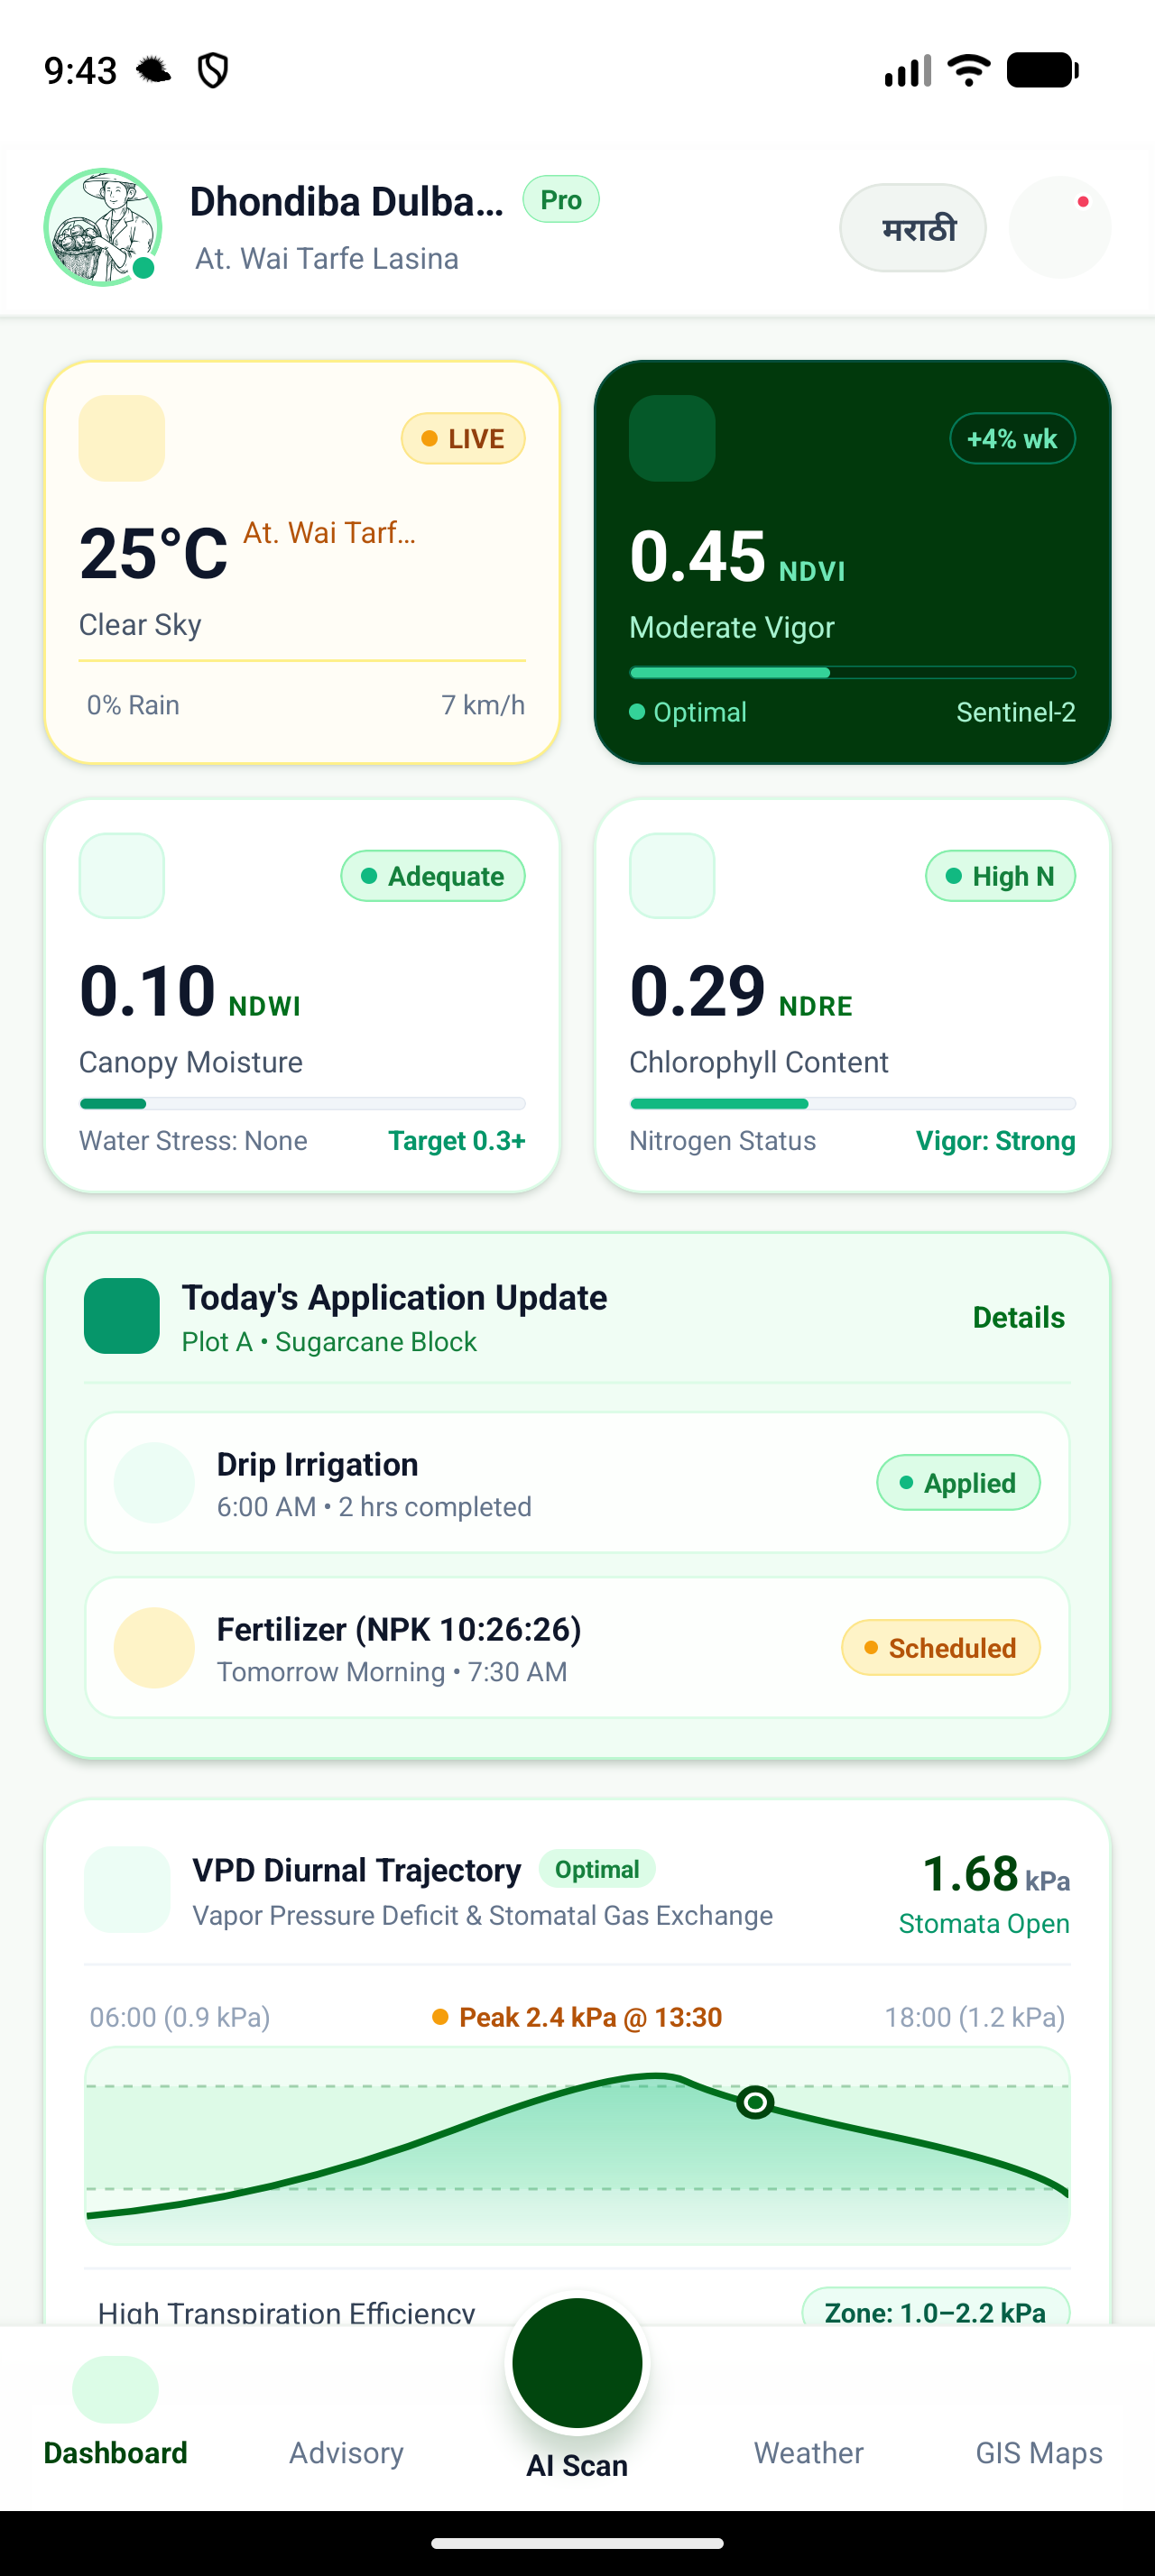 9:43
Dhondiba Dulba... Pro
At. Wai Tarfe Lasina
मराठी
LIVE
25°C At. Wai Tarf...
Clear Sky
0% Rain 7 km/h
+4% wk
0.45 NDVI
Moderate Vigor
Optimal Sentinel-2
Adequate
0.10 NDWI
Canopy Moisture
Water Stress: None Target 0.3+
High N
0.29 NDRE
Chlorophyll Content
Nitrogen Status Vigor: Strong
Today's Application Update
Plot A • Sugarcane Block
Details
Drip Irrigation
6:00 AM • 2 hrs completed
Applied
Fertilizer (NPK 10:26:26)
Tomorrow Morning • 7:30 AM
Scheduled
VPD Diurnal Trajectory Optimal
Vapor Pressure Deficit & Stomatal Gas Exchange
1.68 kPa
Stomata Open
06:00 (0.9 kPa) Peak 2.4 kPa @ 13:30 18:00 (1.2 kPa)
High Transpiration Efficiency Zone: 1.0–2.2 kPa
Dashboard Advisory AI Scan Weather GIS Maps